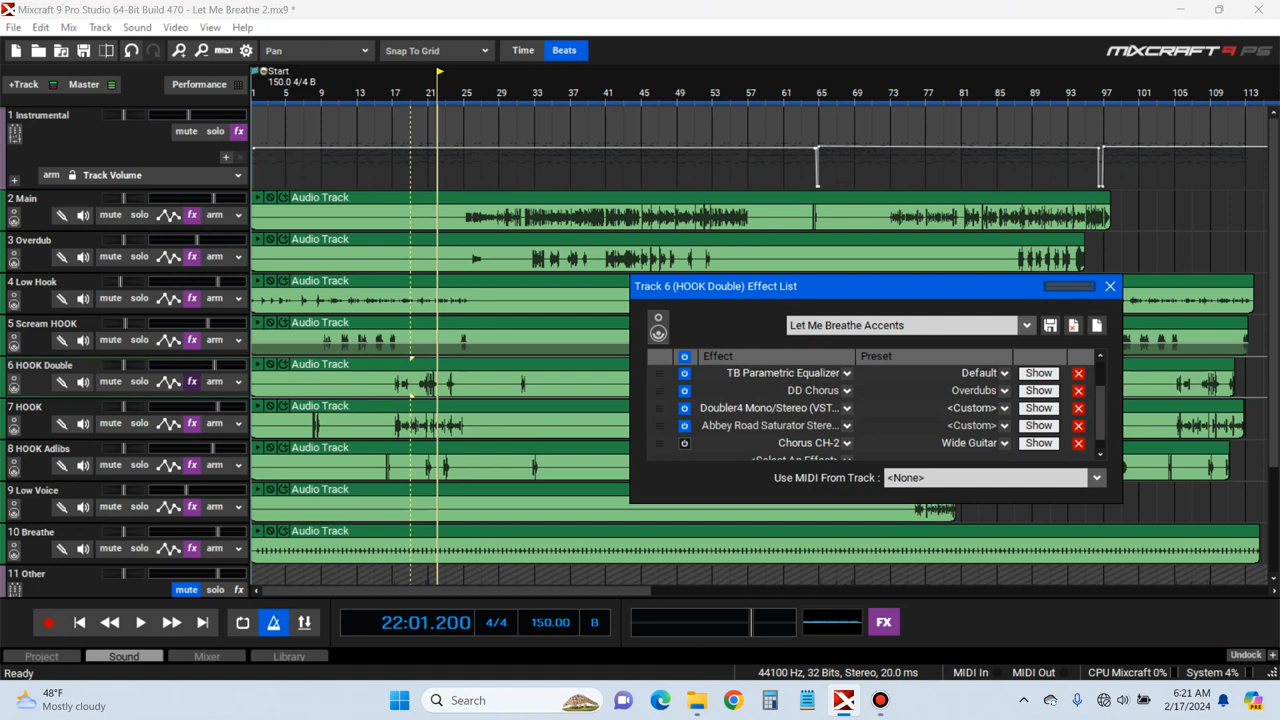 Mixcraft 9 Pro Studio 64-Bit Build 470 - Let Me Breathe 2.mx9 *
File Edit Mix Track Sound Video View Help
MIDI Pan Snap To Grid Time Beats MIXCRAFT 9 PS
+Track Master Performance
Start
150.0 4/4 B
1 5 9 13 17 21 25 29 33 37 41 45 49 53 57 61 65 69 73 77 81 85 89 93 97 101 105 109 113
1 Instrumental
mute solo fx
arm Track Volume
2 Main Audio Track
mute solo fx arm
3 Overdub Audio Track
mute solo fx arm
4 Low Hook Audio Track
mute solo fx arm
5 Scream HOOK Audio Track
mute solo fx arm
6 HOOK Double Audio Track
mute solo fx arm
7 HOOK Audio Track
mute solo fx arm
8 HOOK Adlibs Audio Track
mute solo fx arm
9 Low Voice Audio Track
mute solo fx arm
10 Breathe Audio Track
mute solo fx arm
11 Other
mute solo fx
Track 6 (HOOK Double) Effect List
Let Me Breathe Accents
Effect Preset
TB Parametric Equalizer Default Show
DD Chorus Overdubs Show
Doubler4 Mono/Stereo (VST... <Custom> Show
Abbey Road Saturator Stere... <Custom> Show
Chorus CH-2 Wide Guitar Show
<Select An Effect>
Use MIDI From Track : <None>
22:01.200 4/4 150.00 B FX
Project Sound Mixer Library Undock
Ready 44100 Hz, 32 Bits, Stereo, 20.0 ms MIDI In MIDI Out CPU Mixcraft 0% System 4%
48°F
Mostly cloudy
Search
6:21 AM
2/17/2024
PRE